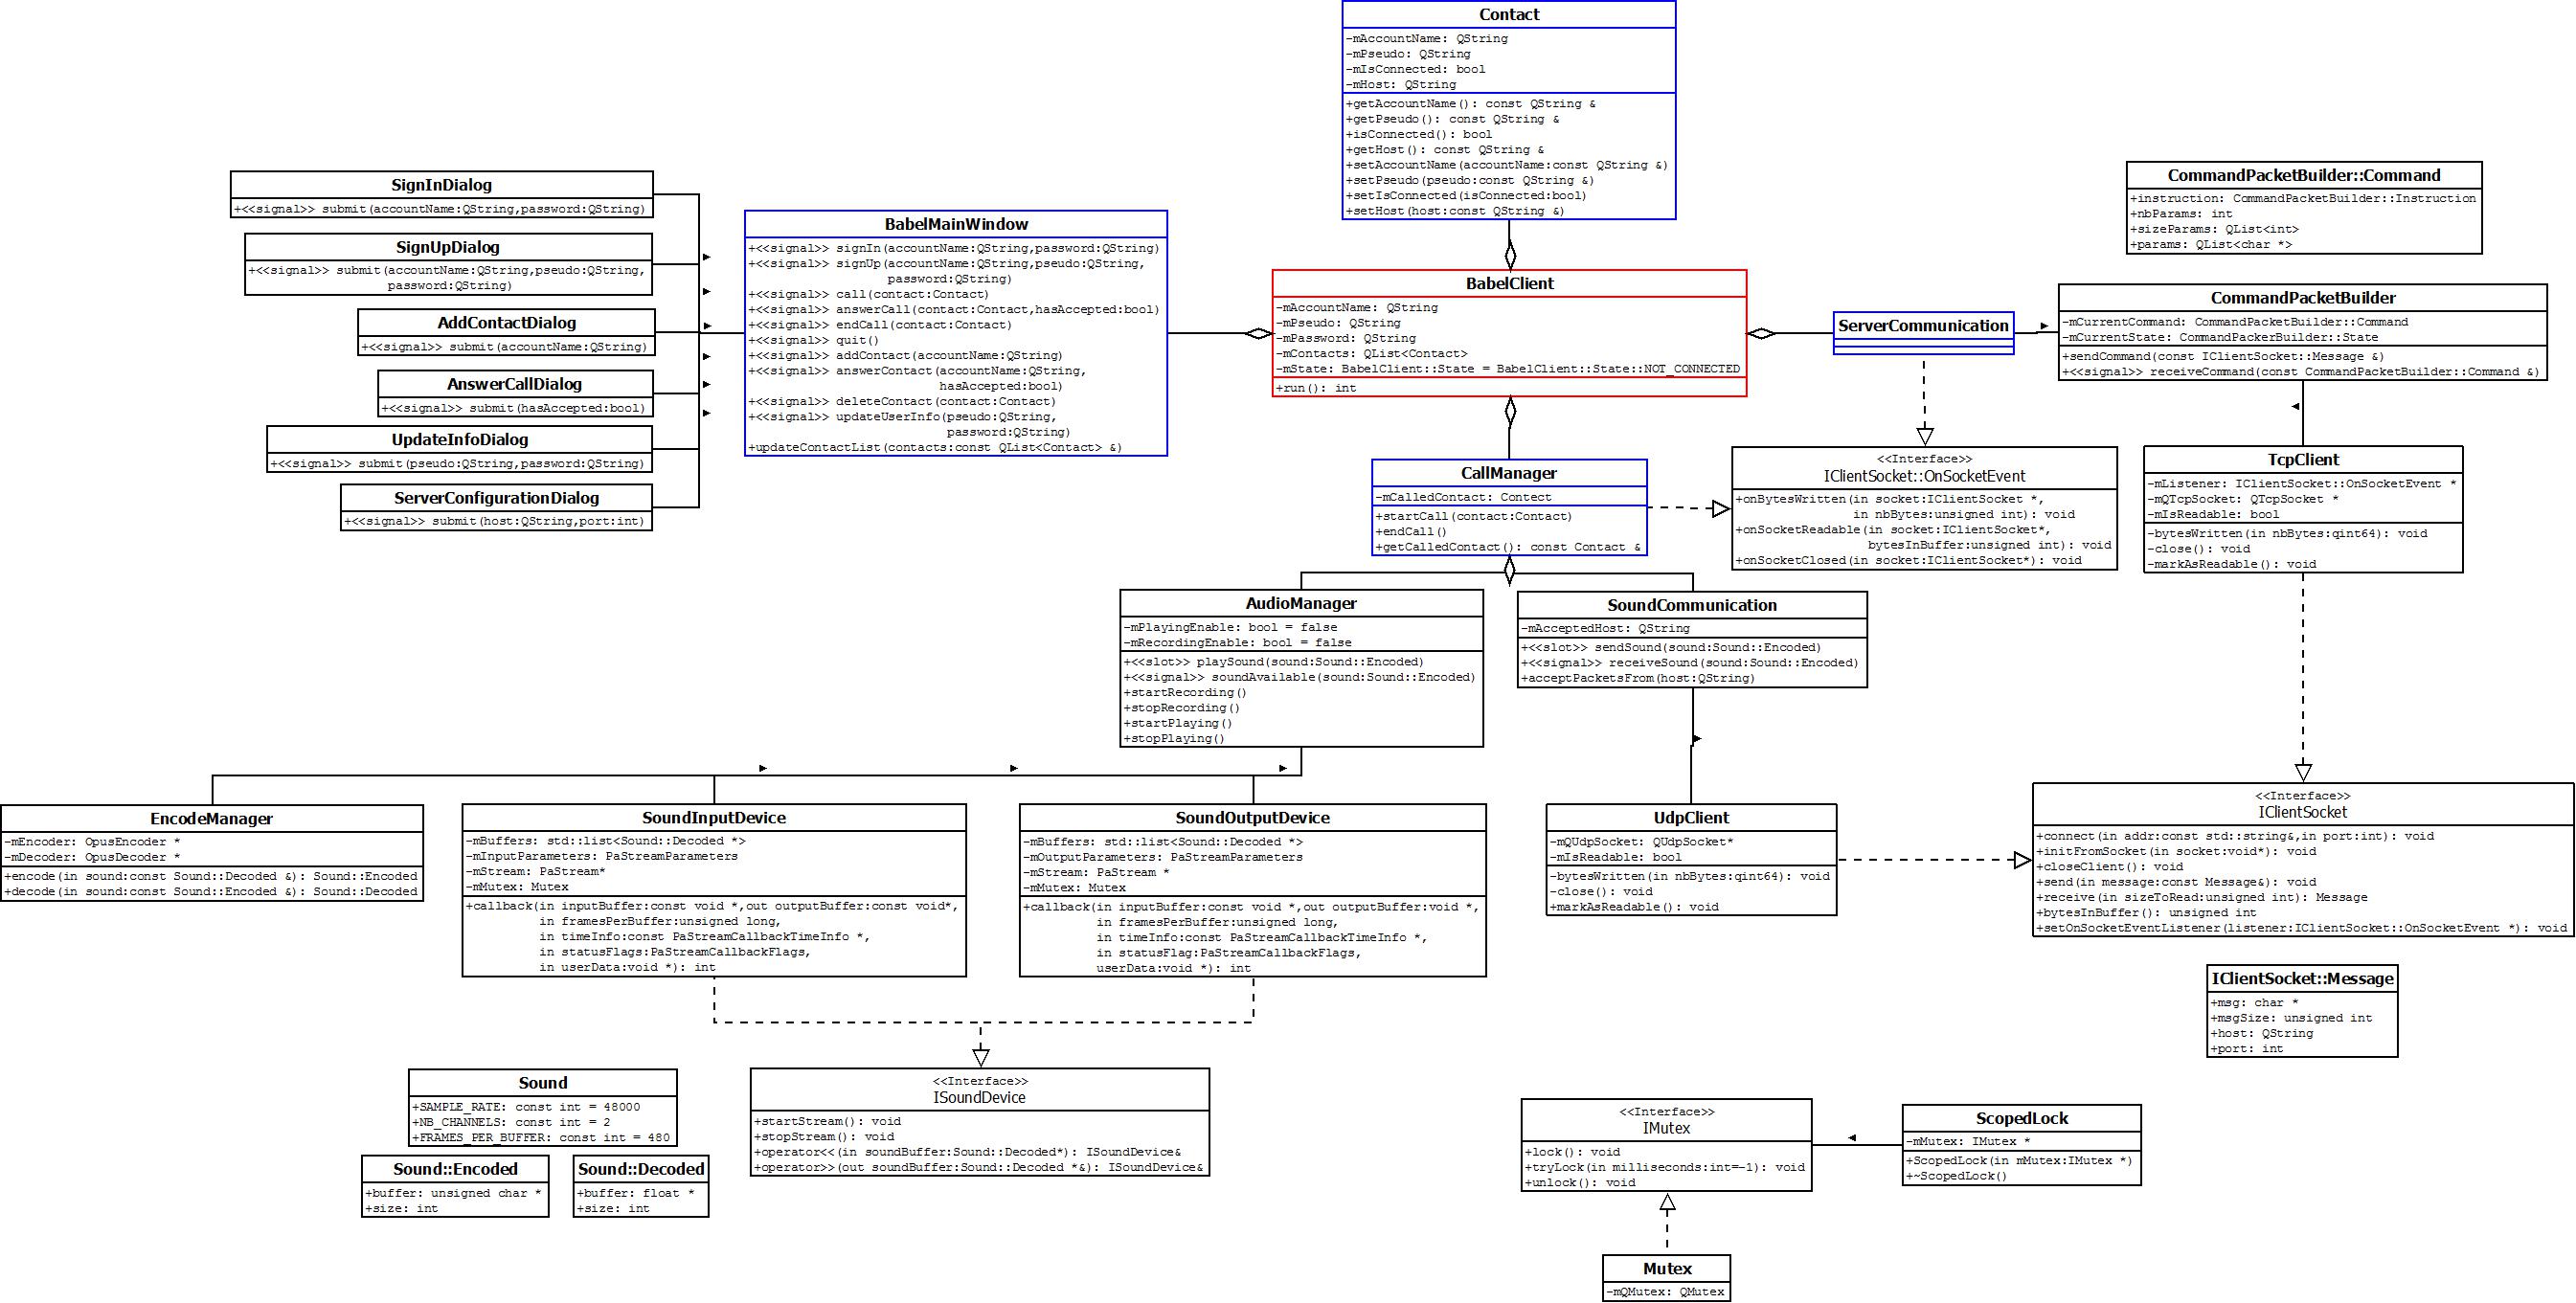 Contact
-mAccountName: QString
-mPseudo: QString
-mIsConnected: bool
-mHost: QString
+getAccountName(): const QString &
+getPseudo(): const QString &
+isConnected(): bool
+getHost(): const QString &
+setAccountName(accountName:const QString &)
+setPseudo(pseudo:const QString &)
+setIsConnected(isConnected:bool)
+setHost(host:const QString &)
SignInDialog
+<<signal>> submit(accountName:QString,password:QString)
SignUpDialog
+<<signal>> submit(accountName:QString,pseudo:QString,
password:QString)
AddContactDialog
+<<signal>> submit(accountName:QString)
AnswerCallDialog
+<<signal>> submit(hasAccepted:bool)
UpdateInfoDialog
+<<signal>> submit(pseudo:QString,password:QString)
ServerConfigurationDialog
+<<signal>> submit(host:QString,port:int)
BabelMainWindow
+<<signal>> signIn(accountName:QString,password:QString)
+<<signal>> signUp(accountName:QString,pseudo:QString,
password:QString)
+<<signal>> call(contact:Contact)
+<<signal>> answerCall(contact:Contact,hasAccepted:bool)
+<<signal>> endCall(contact:Contact)
+<<signal>> quit()
+<<signal>> addContact(accountName:QString)
+<<signal>> answerContact(accountName:QString,
hasAccepted:bool)
+<<signal>> deleteContact(contact:Contact)
+<<signal>> updateUserInfo(pseudo:QString,
password:QString)
+updateContactList(contacts:const QList<Contact> &)
BabelClient
-mAccountName: QString
-mPseudo: QString
-mPassword: QString
-mContacts: QList<Contact>
-mState: BabelClient::State = BabelClient::State::NOT_CONNECTED
+run(): int
ServerCommunication
CommandPacketBuilder::Command
+instruction: CommandPacketBuilder::Instruction
+nbParams: int
+sizeParams: QList<int>
+params: QList<char *>
CommandPacketBuilder
-mCurrentCommand: CommandPacketBuilder::Command
-mCurrentState: CommandPackerBuilder::State
+sendCommand(const IClientSocket::Message &)
+<<signal>> receiveCommand(const CommandPacketBuilder::Command &)
CallManager
-mCalledContact: Contect
+startCall(contact:Contact)
+endCall()
+getCalledContact(): const Contact &
<<Interface>>
IClientSocket::OnSocketEvent
+onBytesWritten(in socket:IClientSocket *,
in nbBytes:unsigned int): void
+onSocketReadable(in socket:IClientSocket*,
bytesInBuffer:unsigned int): void
+onSocketClosed(in socket:IClientSocket*): void
TcpClient
-mListener: IClientSocket::OnSocketEvent *
-mQTcpSocket: QTcpSocket *
-mIsReadable: bool
-bytesWritten(in nbBytes:qint64): void
-close(): void
-markAsReadable(): void
AudioManager
-mPlayingEnable: bool = false
-mRecordingEnable: bool = false
+<<slot>> playSound(sound:Sound::Encoded)
+<<signal>> soundAvailable(sound:Sound::Encoded)
+startRecording()
+stopRecording()
+startPlaying()
+stopPlaying()
SoundCommunication
-mAcceptedHost: QString
+<<slot>> sendSound(sound:Sound::Encoded)
+<<signal>> receiveSound(sound:Sound::Encoded)
+acceptPacketsFrom(host:QString)
EncodeManager
-mEncoder: OpusEncoder *
-mDecoder: OpusDecoder *
+encode(in sound:const Sound::Decoded &): Sound::Encoded
+decode(in sound:const Sound::Encoded &): Sound::Decoded
SoundInputDevice
-mBuffers: std::list<Sound::Decoded *>
-mInputParameters: PaStreamParameters
-mStream: PaStream*
-mMutex: Mutex
+callback(in inputBuffer:const void *,out outputBuffer:const void*,
in framesPerBuffer:unsigned long,
in timeInfo:const PaStreamCallbackTimeInfo *,
in statusFlags:PaStreamCallbackFlags,
in userData:void *): int
SoundOutputDevice
-mBuffers: std::list<Sound::Decoded *>
-mOutputParameters: PaStreamParameters
-mStream: PaStream *
-mMutex: Mutex
+callback(in inputBuffer:const void *,out outputBuffer:void *,
in framesPerBuffer:unsigned long,
in timeInfo:const PaStreamCallbackTimeInfo *,
in statusFlag:PaStreamCallbackFlags,
userData:void *): int
UdpClient
-mQUdpSocket: QUdpSocket*
-mIsReadable: bool
-bytesWritten(in nbBytes:qint64): void
-close(): void
+markAsReadable(): void
<<Interface>>
IClientSocket
+connect(in addr:const std::string&,in port:int): void
+initFromSocket(in socket:void*): void
+closeClient(): void
+send(in message:const Message&): void
+receive(in sizeToRead:unsigned int): Message
+bytesInBuffer(): unsigned int
+setOnSocketEventListener(listener:IClientSocket::OnSocketEvent *): void
IClientSocket::Message
+msg: char *
+msgSize: unsigned int
+host: QString
+port: int
Sound
+SAMPLE_RATE: const int = 48000
+NB_CHANNELS: const int = 2
+FRAMES_PER_BUFFER: const int = 480
Sound::Encoded
+buffer: unsigned char *
+size: int
Sound::Decoded
+buffer: float *
+size: int
<<Interface>>
ISoundDevice
+startStream(): void
+stopStream(): void
+operator<<(in soundBuffer:Sound::Decoded*): ISoundDevice&
+operator>>(out soundBuffer:Sound::Decoded *&): ISoundDevice&
<<Interface>>
IMutex
+lock(): void
+tryLock(in milliseconds:int=-1): void
+unlock(): void
ScopedLock
-mMutex: IMutex *
+ScopedLock(in mMutex:IMutex *)
+~ScopedLock()
Mutex
-mQMutex: QMutex